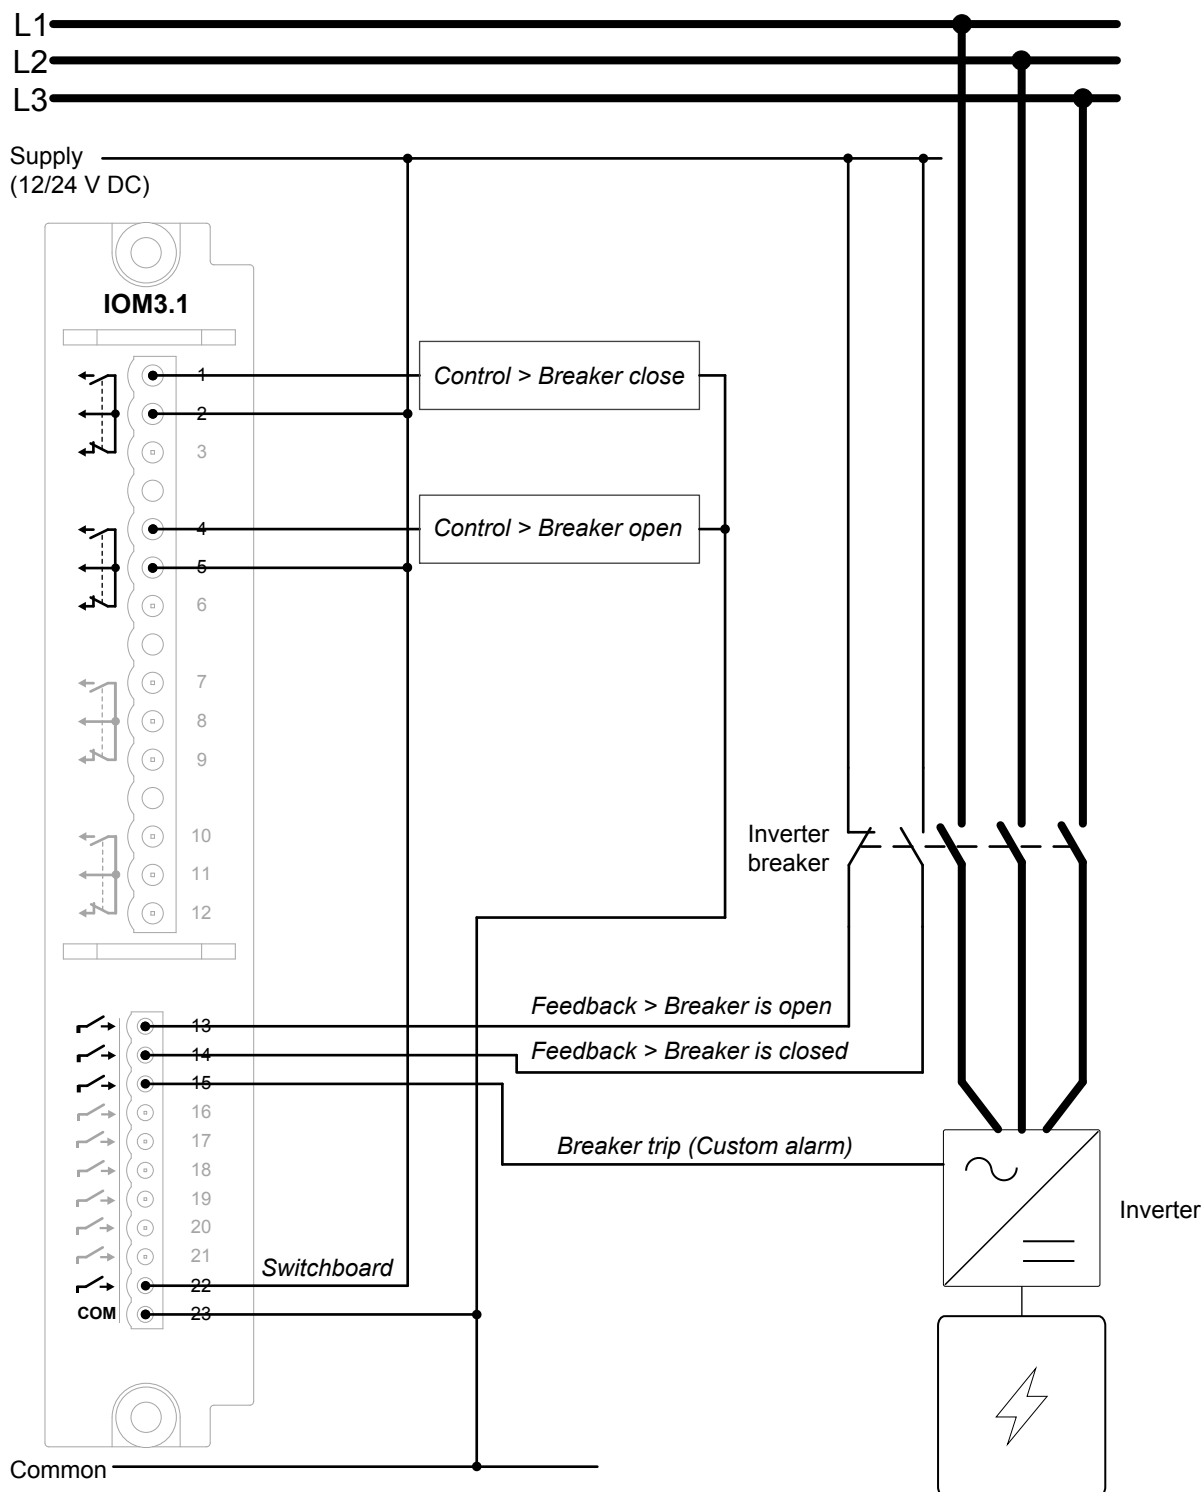 L1
L2
L3
Supply
(12/24 V DC)
IOM3.1
1
Control > Breaker close
2
3
4
Control > Breaker open
5
6
7
8
9
10
11
12
Inverter
breaker
Feedback > Breaker is open
13
Feedback > Breaker is closed
14
15
16
17
Breaker trip (Custom alarm)
18
19
20
21
Inverter
Switchboard
22
COM
23
Common